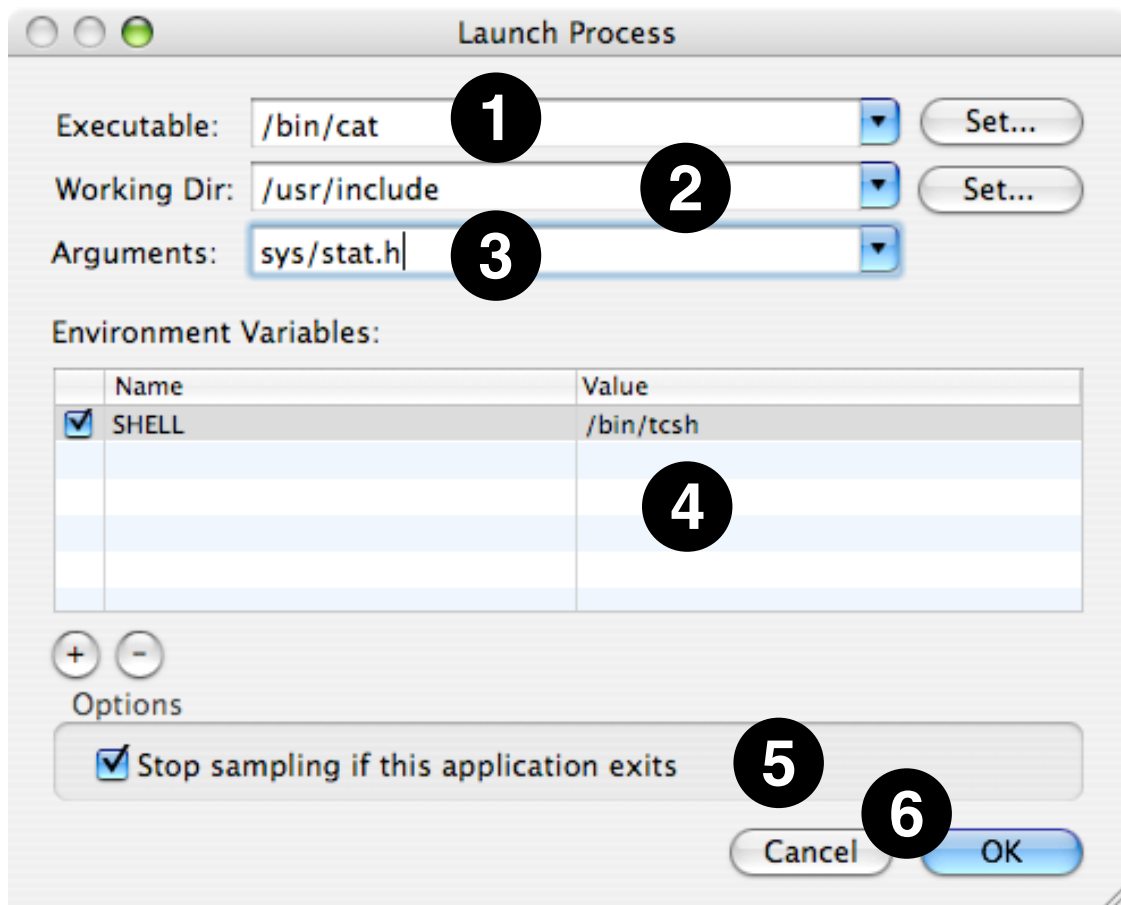 Launch Process
Executable: /bin/cat 1 Set...
Working Dir: /usr/include 2 Set...
Arguments: sys/stat.h 3
Environment Variables:
Name Value
SHELL /bin/tcsh
4
+ -
Options
Stop sampling if this application exits 5
Cancel 6 OK